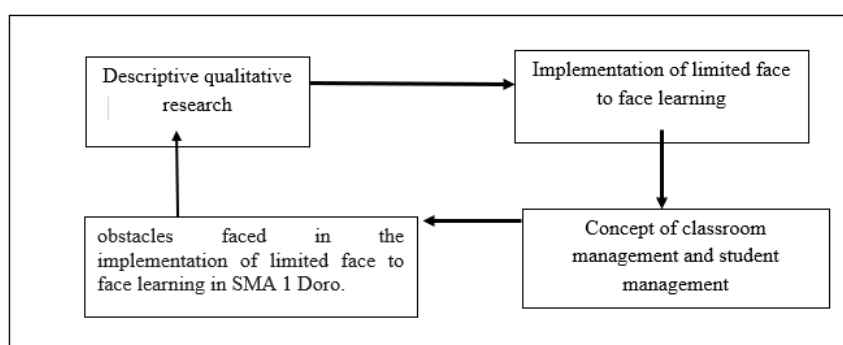 Descriptive qualitative
research
Implementation of limited face
to face learning
Concept of classroom
management and student
management
obstacles faced in the
implementation of limited face to
face learning in SMA 1 Doro.